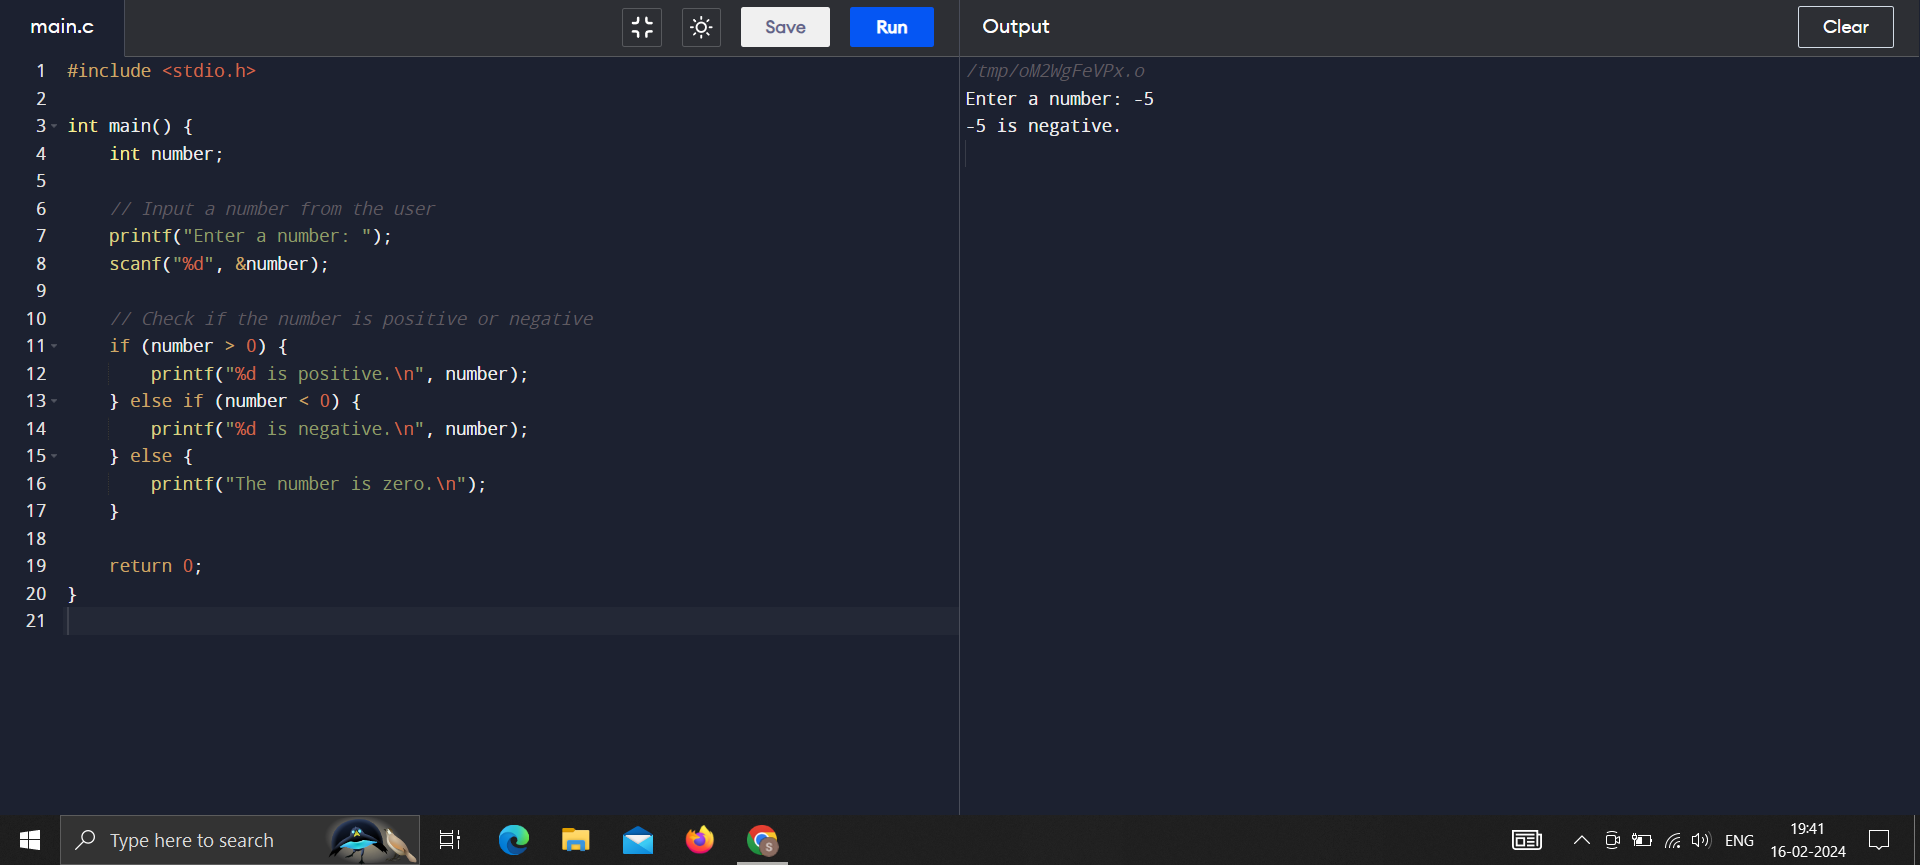 main.c
Save
Run
Output
Clear
1 #include <stdio.h>
2
3 int main() {
4     int number;
5
6     // Input a number from the user
7     printf("Enter a number: ");
8     scanf("%d", &number);
9
10     // Check if the number is positive or negative
11     if (number > 0) {
12         printf("%d is positive.\n", number);
13     } else if (number < 0) {
14         printf("%d is negative.\n", number);
15     } else {
16         printf("The number is zero.\n");
17     }
18
19     return 0;
20 }
21
/tmp/oM2WgFeVPx.o
Enter a number: -5
-5 is negative.
Type here to search
S
ENG
19:41
16-02-2024